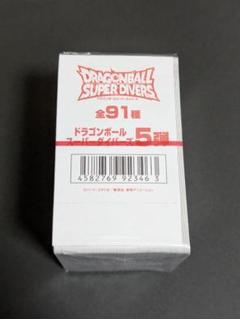 DRAGONBALL
SUPER DIVERS
全91種
ドラゴンボール
スーパーダイバーズ 5弾
4582769 92346 3